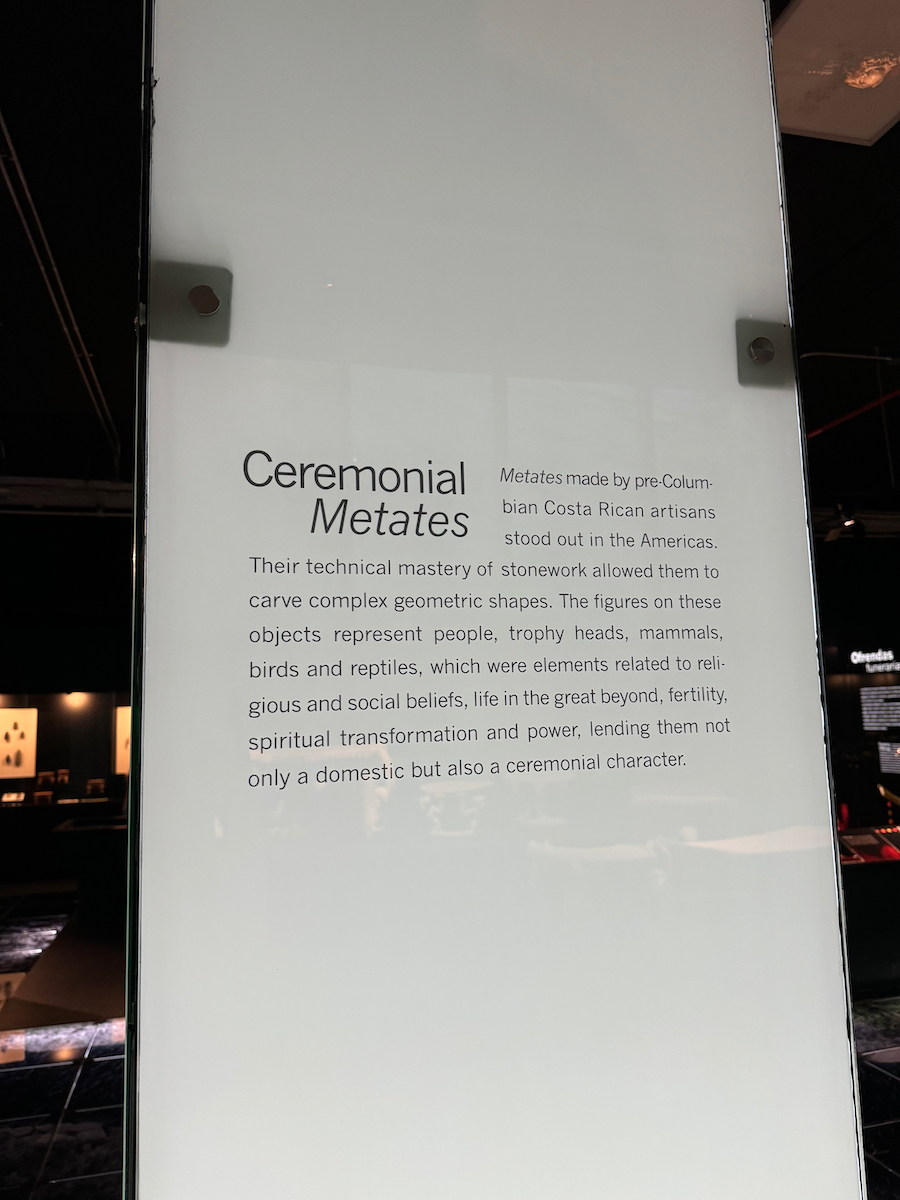 Ceremonial
Metates
Metates made by pre-Colum-
bian Costa Rican artisans
stood out in the Americas.
Their technical mastery of stonework allowed them to
carve complex geometric shapes. The figures on these
objects represent people, trophy heads, mammals,
birds and reptiles, which were elements related to reli-
gious and social beliefs, life in the great beyond, fertility,
spiritual transformation and power, lending them not
only a domestic but also a ceremonial character.
Ofrendas